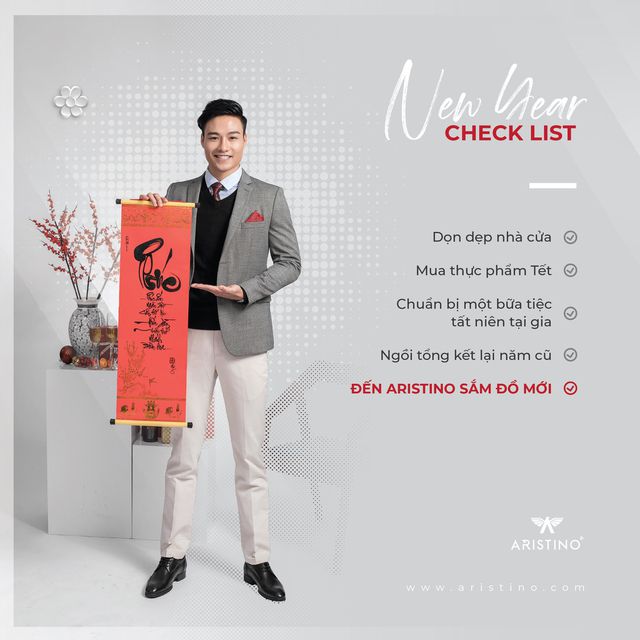 New Year
CHECK LIST
Dọn dẹp nhà cửa
Mua thực phẩm Tết
Chuẩn bị một bữa tiệc
tất niên tại gia
Ngồi tổng kết lại năm cũ
ĐẾN ARISTINO SẮM ĐỒ MỚI
ARISTINO
www.aristino.com